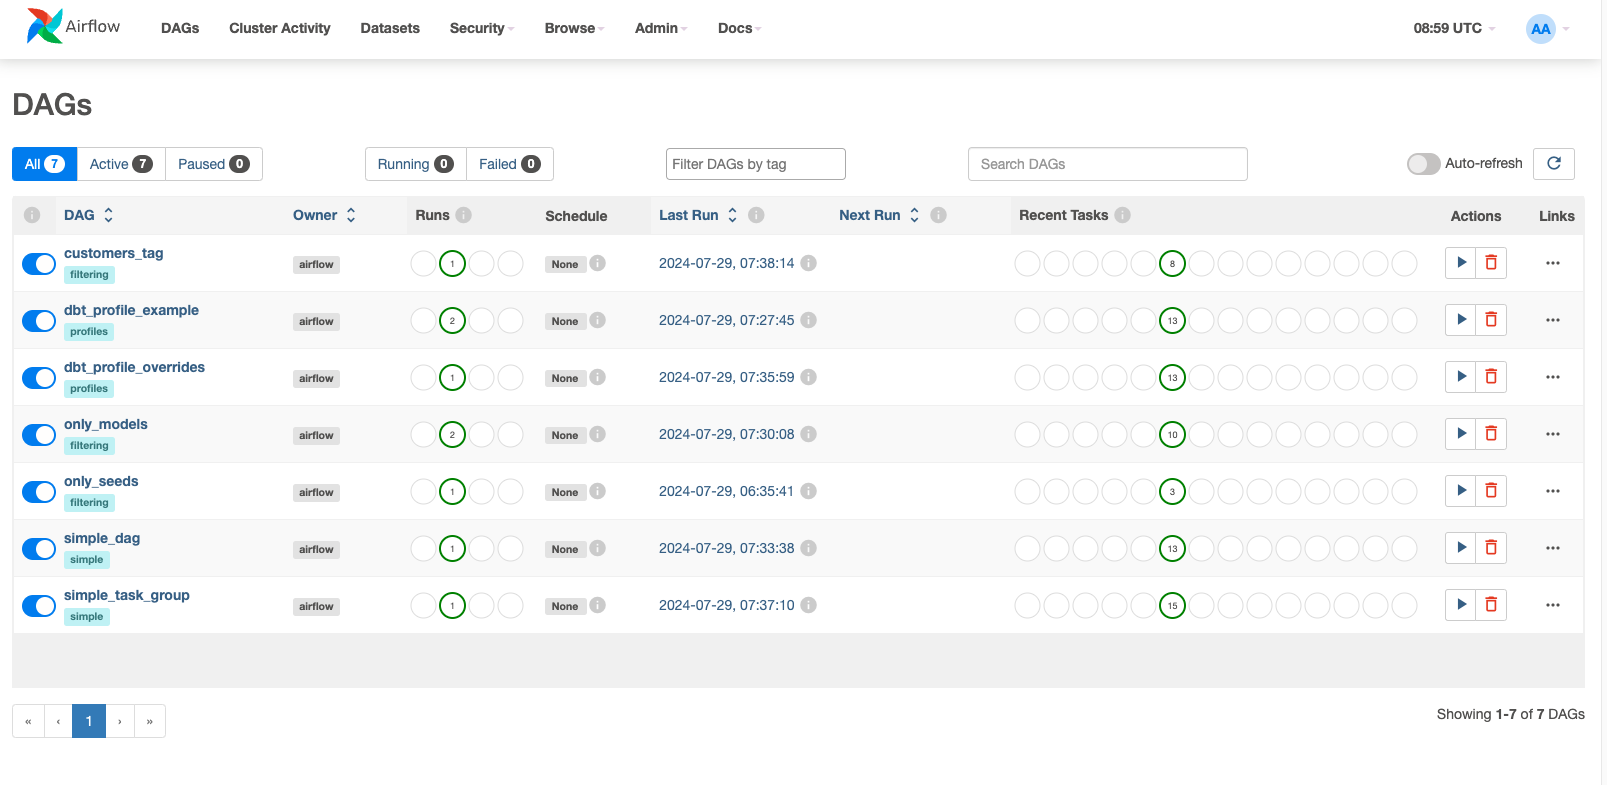 Airflow DAGs Cluster Activity Datasets Security Browse Admin Docs 08:59 UTC AA
DAGs
All 7 Active 7 Paused 0 Running 0 Failed 0 Filter DAGs by tag Search DAGs Auto-refresh
DAG Owner Runs Schedule Last Run Next Run Recent Tasks Actions Links
customers_tag
filtering airflow 1 None 2024-07-29, 07:38:14 8
dbt_profile_example
profiles airflow 2 None 2024-07-29, 07:27:45 13
dbt_profile_overrides
profiles airflow 1 None 2024-07-29, 07:35:59 13
only_models
filtering airflow 2 None 2024-07-29, 07:30:08 10
only_seeds
filtering airflow 1 None 2024-07-29, 06:35:41 3
simple_dag
simple airflow 1 None 2024-07-29, 07:33:38 13
simple_task_group
simple airflow 1 None 2024-07-29, 07:37:10 15
« ‹ 1 › » Showing 1-7 of 7 DAGs